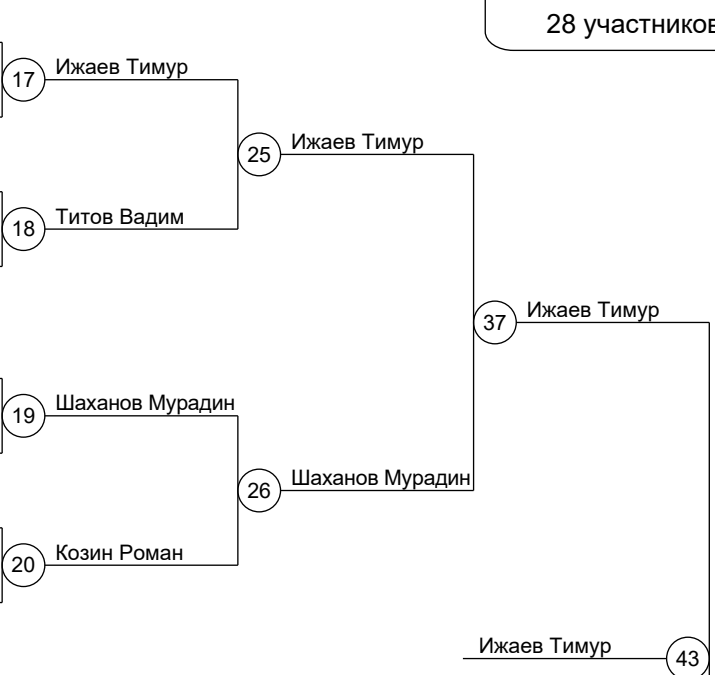 28 участников
17 Ижаев Тимур
25 Ижаев Тимур
18 Титов Вадим
37 Ижаев Тимур
19 Шаханов Мурадин
26 Шаханов Мурадин
20 Козин Роман
Ижаев Тимур 43